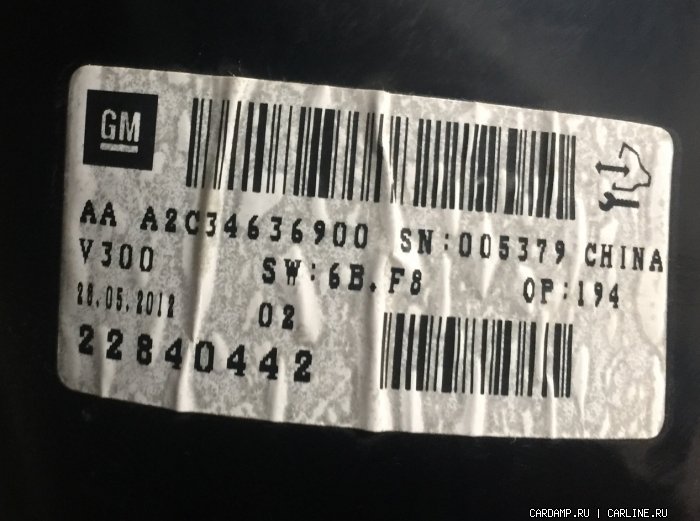 GM
AA A2C34636900 SN:005379 CHINA
V300 SW:6B.F8 OP:194
28.05.2012 02
22840442
CARDAMP.RU | CARLINE.RU